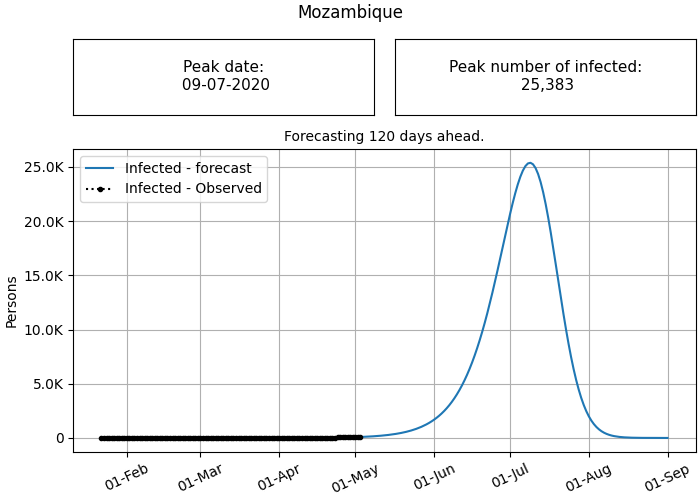 Mozambique
Peak date:
09-07-2020
Peak number of infected:
25,383
Forecasting 120 days ahead.
Infected - forecast
Infected - Observed
Persons
25.0K
20.0K
15.0K
10.0K
5.0K
0
01-Feb
01-Mar
01-Apr
01-May
01-Jun
01-Jul
01-Aug
01-Sep